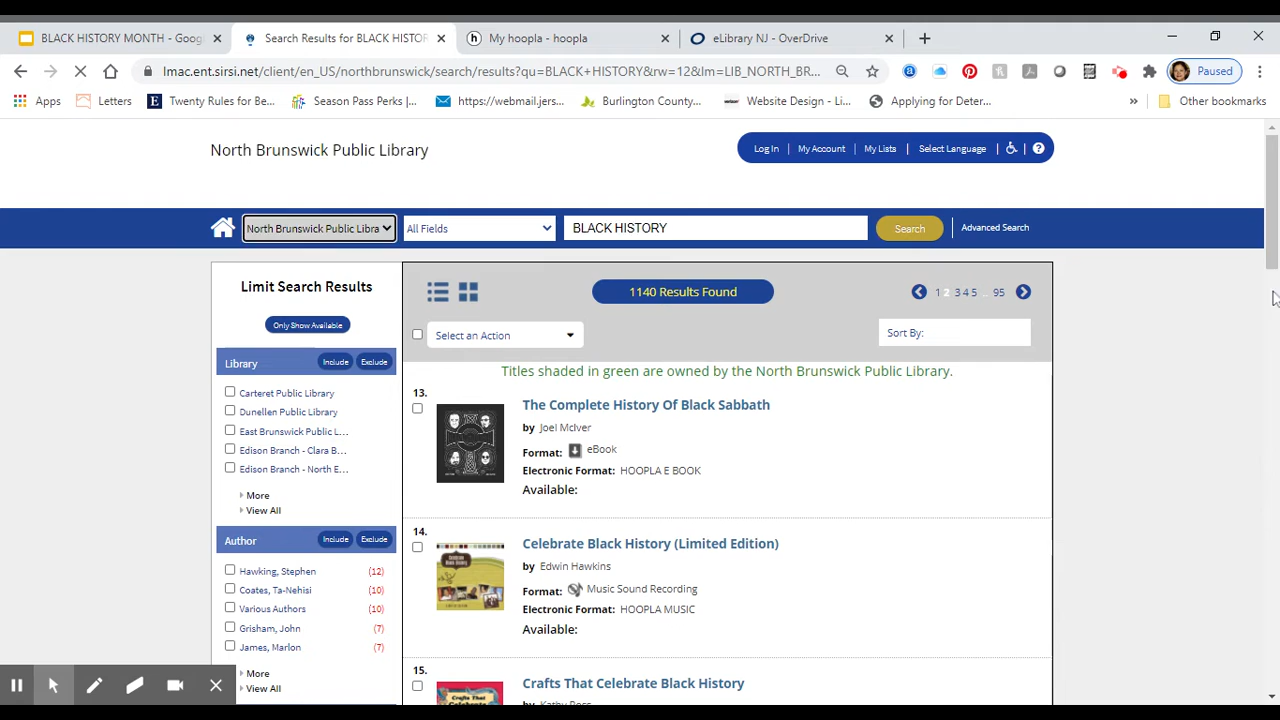 BLACK HISTORY MONTH - Goog
Search Results for BLACK HISTOR
My hoopla - hoopla
eLibrary NJ - OverDrive
lmac.ent.sirsi.net/client/en_US/northbrunswick/search/results?qu=BLACK+HISTORY&rw=12&lm=LIB_NORTH_BR...
Paused
Apps
Letters
Twenty Rules for Be...
Season Pass Perks |...
https://webmail.jers...
Burlington County...
Website Design - Li...
Applying for Deter...
»
Other bookmarks
North Brunswick Public Library
Log In | My Account | My Lists | Select Language | | ?
North Brunswick Public Libra
All Fields
BLACK HISTORY
Search
Advanced Search
Limit Search Results
Only Show Available
Library
Include
Exclude
Carteret Public Library
Dunellen Public Library
East Brunswick Public L...
Edison Branch - Clara B...
Edison Branch - North E...
More
View All
Author
Include
Exclude
Hawking, Stephen (12)
Coates, Ta-Nehisi (10)
Various Authors (10)
Grisham, John (7)
James, Marlon (7)
More
View All
1140 Results Found
1 2 3 4 5 ... 95
Select an Action
Sort By:
Titles shaded in green are owned by the North Brunswick Public Library.
13.
The Complete History Of Black Sabbath
by Joel McIver
Format: eBook
Electronic Format: HOOPLA E BOOK
Available:
14.
Celebrate Black History (Limited Edition)
by Edwin Hawkins
Format: Music Sound Recording
Electronic Format: HOOPLA MUSIC
Available:
15.
Crafts That Celebrate Black History
by Kathy Ross